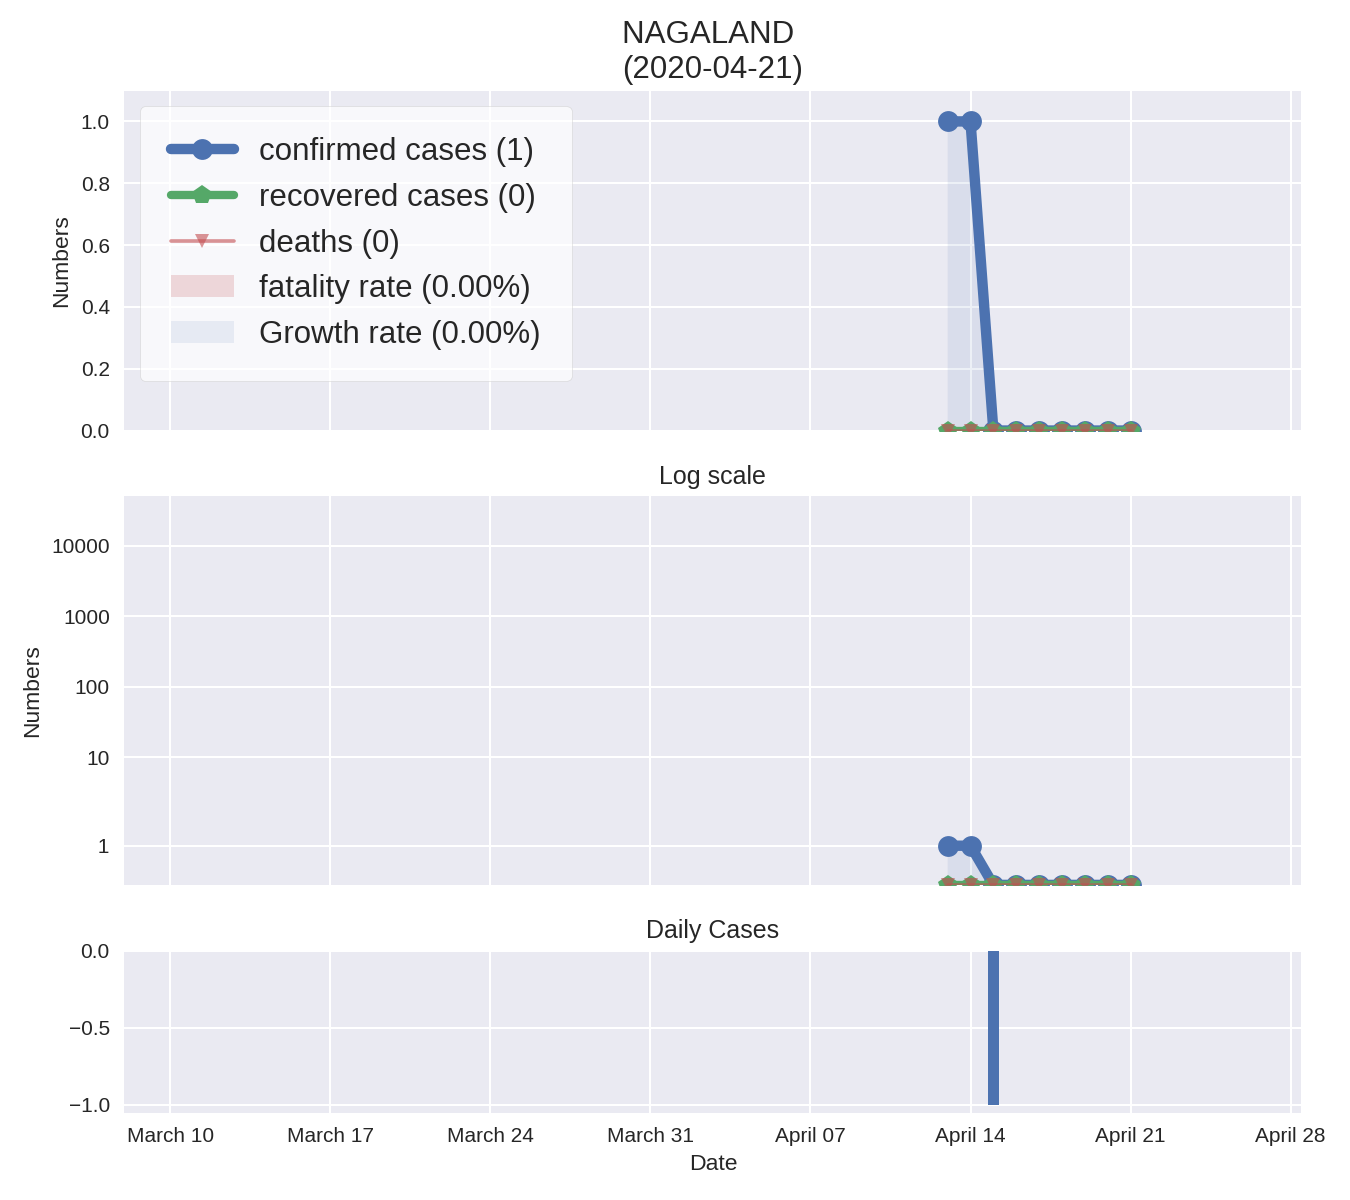 NAGALAND
(2020-04-21)
1.0
0.8
0.6
0.4
0.2
0.0
Numbers
confirmed cases (1)
recovered cases (0)
deaths (0)
fatality rate (0.00%)
Growth rate (0.00%)
Log scale
10000
1000
100
10
1
Numbers
Daily Cases
0.0
−0.5
−1.0
March 10 March 17 March 24 March 31 April 07 April 14 April 21 April 28
Date